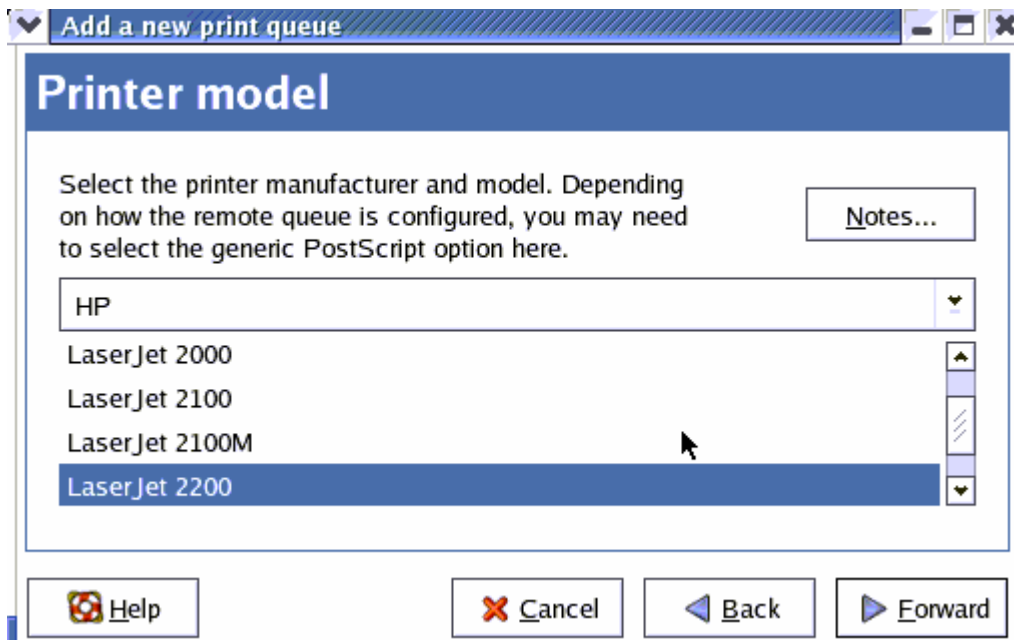 Add a new print queue
Printer model
Select the printer manufacturer and model. Depending
on how the remote queue is configured, you may need
to select the generic PostScript option here.
Notes...
HP
LaserJet 2000
LaserJet 2100
LaserJet 2100M
LaserJet 2200
Help
Cancel
Back
Forward